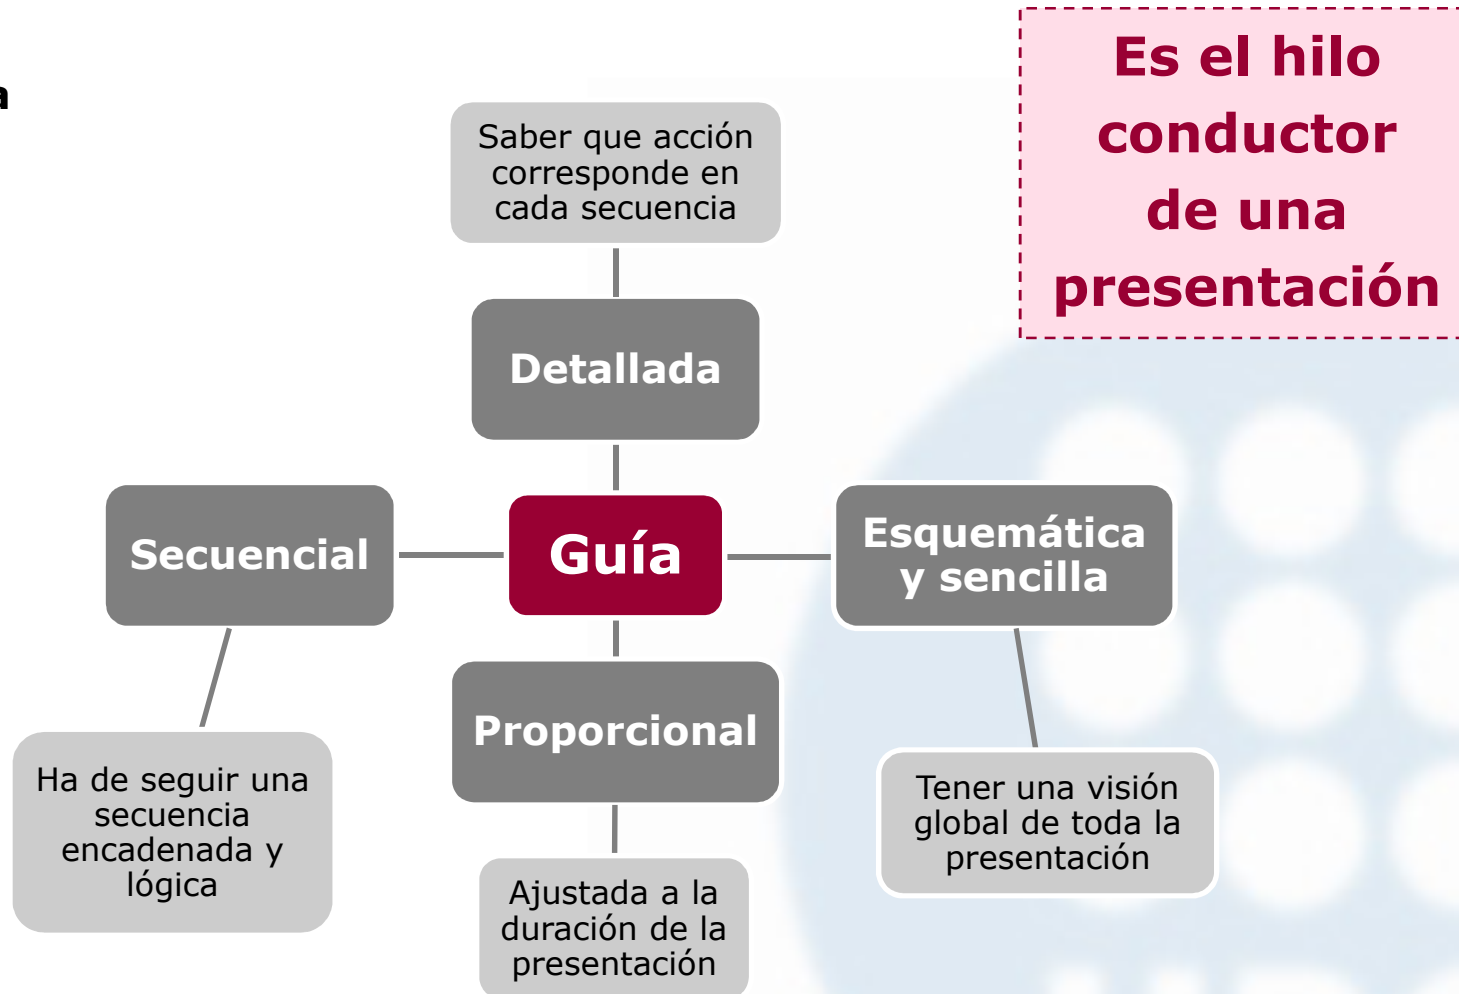 Es el hilo
conductor
de una
presentación
Saber que acción
corresponde en
cada secuencia
Detallada
Secuencial
Guía
Esquemática
y sencilla
Proporcional
Ha de seguir una
secuencia
encadenada y
lógica
Tener una visión
global de toda la
presentación
Ajustada a la
duración de la
presentación